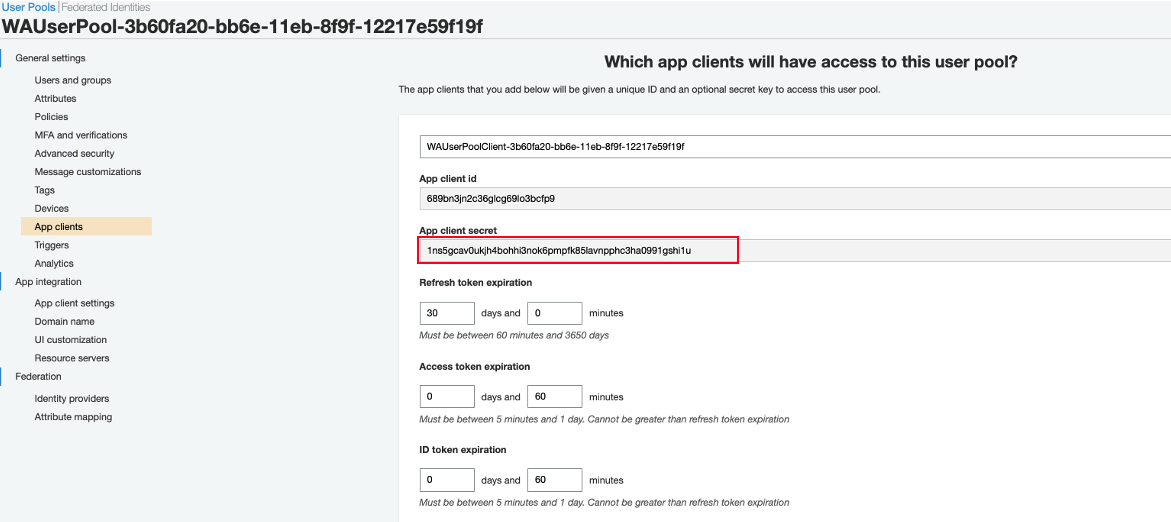 User Pools | Federated Identities
WAUserPool-3b60fa20-bb6e-11eb-8f9f-12217e59f19f
General settings
Users and groups
Attributes
Policies
MFA and verifications
Advanced security
Message customizations
Tags
Devices
App clients
Triggers
Analytics
App integration
App client settings
Domain name
UI customization
Resource servers
Federation
Identity providers
Attribute mapping
Which app clients will have access to this user pool?
The app clients that you add below will be given a unique ID and an optional secret key to access this user pool.
WAUserPoolClient-3b60fa20-bb6e-11eb-8f9f-12217e59f19f
App client id
689bn3jn2c36glcg69lo3bcfp9
App client secret
1ns5gcav0ukjh4bohhi3nok6pmpfk85lavnpphc3ha0991gshi1u
Refresh token expiration
30 days and 0 minutes
Must be between 60 minutes and 3650 days
Access token expiration
0 days and 60 minutes
Must be between 5 minutes and 1 day. Cannot be greater than refresh token expiration
ID token expiration
0 days and 60 minutes
Must be between 5 minutes and 1 day. Cannot be greater than refresh token expiration